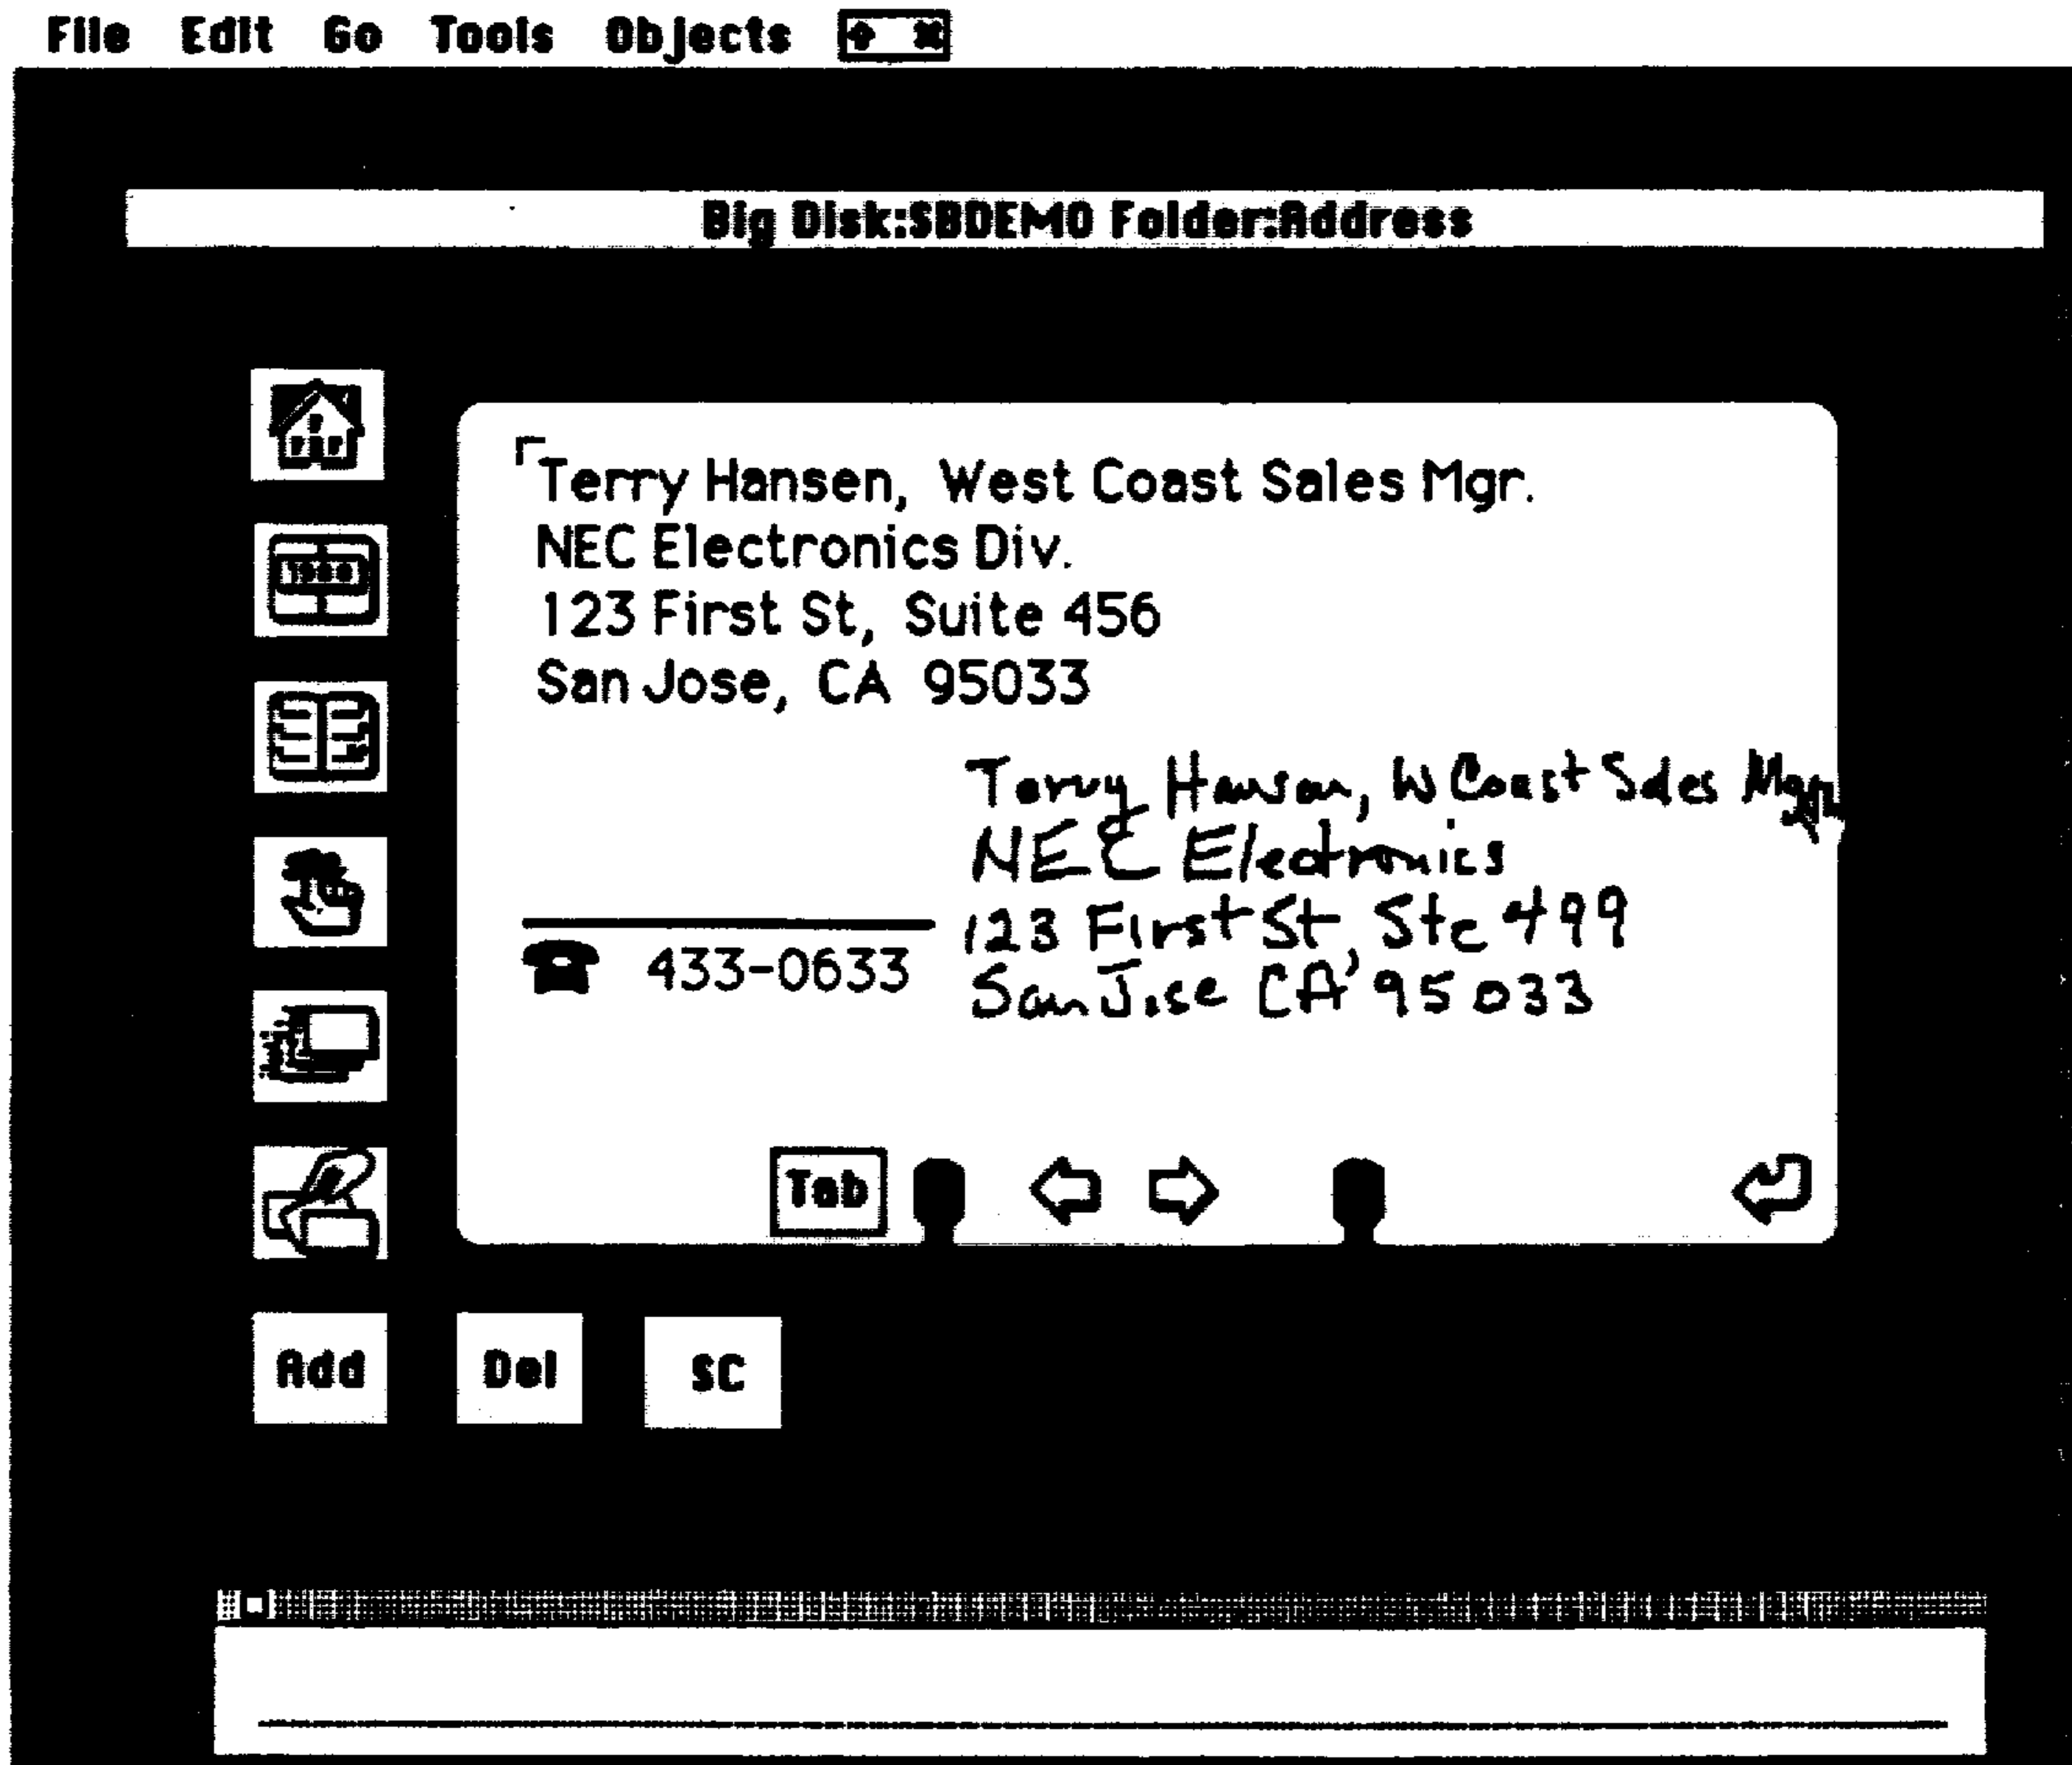 File Edit Go Tools Objects
Big Disk:SBDEMO Folder:Address
Terry Hansen, West Coast Sales Mgr.
NEC Electronics Div.
123 First St, Suite 456
San Jose, CA 95033
Terry Hansen, W Coast Sales Mgr
NEC Electronics
123 First St, Ste 499
San Jose CA 95033
433-0633
Tab
Add Del SC